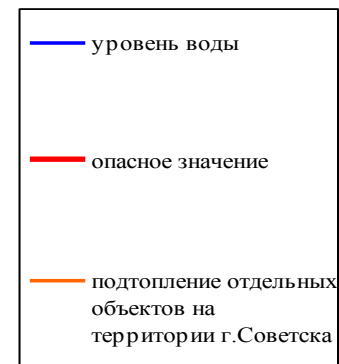 уровень воды
опасное значение
подтопление отдельных
объектов на
территории г.Советска